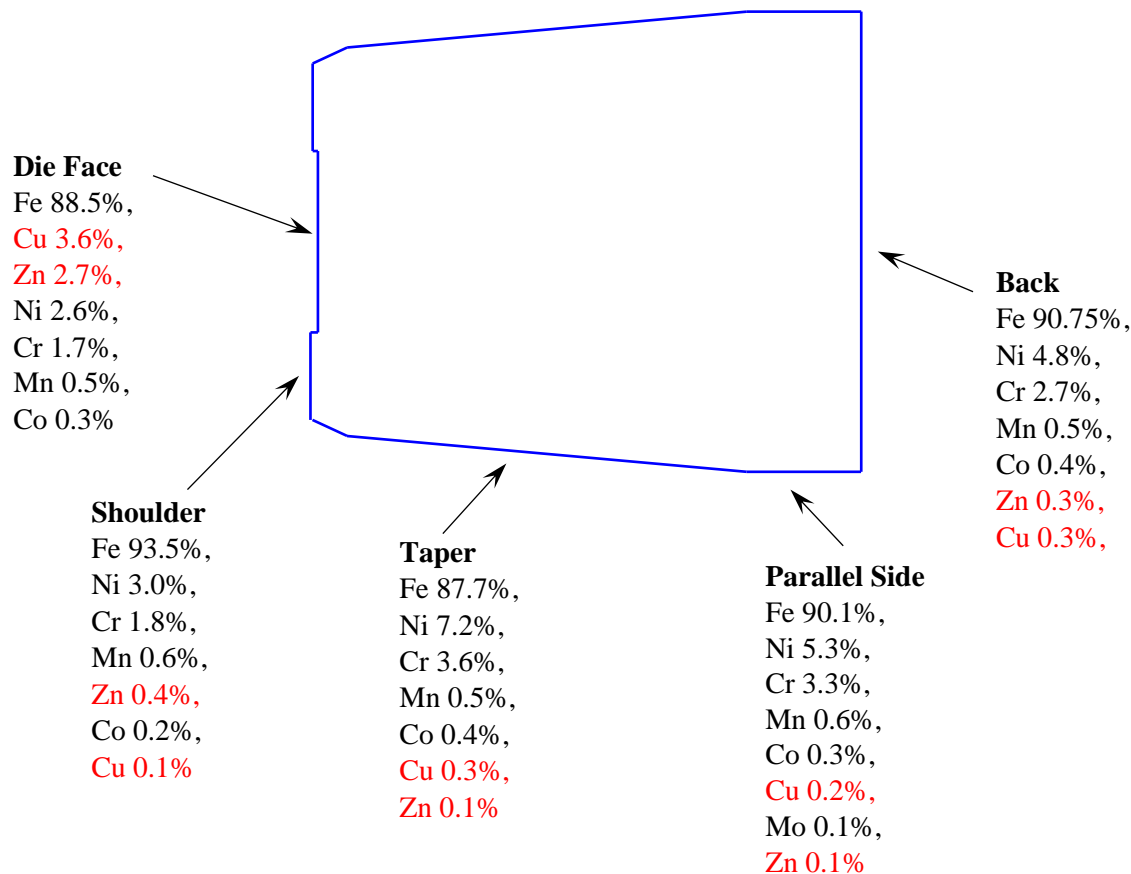 Die Face
Fe 88.5%,
Cu 3.6%,
Zn 2.7%,
Ni 2.6%,
Cr 1.7%,
Mn 0.5%,
Co 0.3%
Shoulder
Fe 93.5%,
Ni 3.0%,
Cr 1.8%,
Mn 0.6%,
Zn 0.4%,
Co 0.2%,
Cu 0.1%
Taper
Fe 87.7%,
Ni 7.2%,
Cr 3.6%,
Mn 0.5%,
Co 0.4%,
Cu 0.3%,
Zn 0.1%
Parallel Side
Fe 90.1%,
Ni 5.3%,
Cr 3.3%,
Mn 0.6%,
Co 0.3%,
Cu 0.2%,
Mo 0.1%,
Zn 0.1%
Back
Fe 90.75%,
Ni 4.8%,
Cr 2.7%,
Mn 0.5%,
Co 0.4%,
Zn 0.3%,
Cu 0.3%,